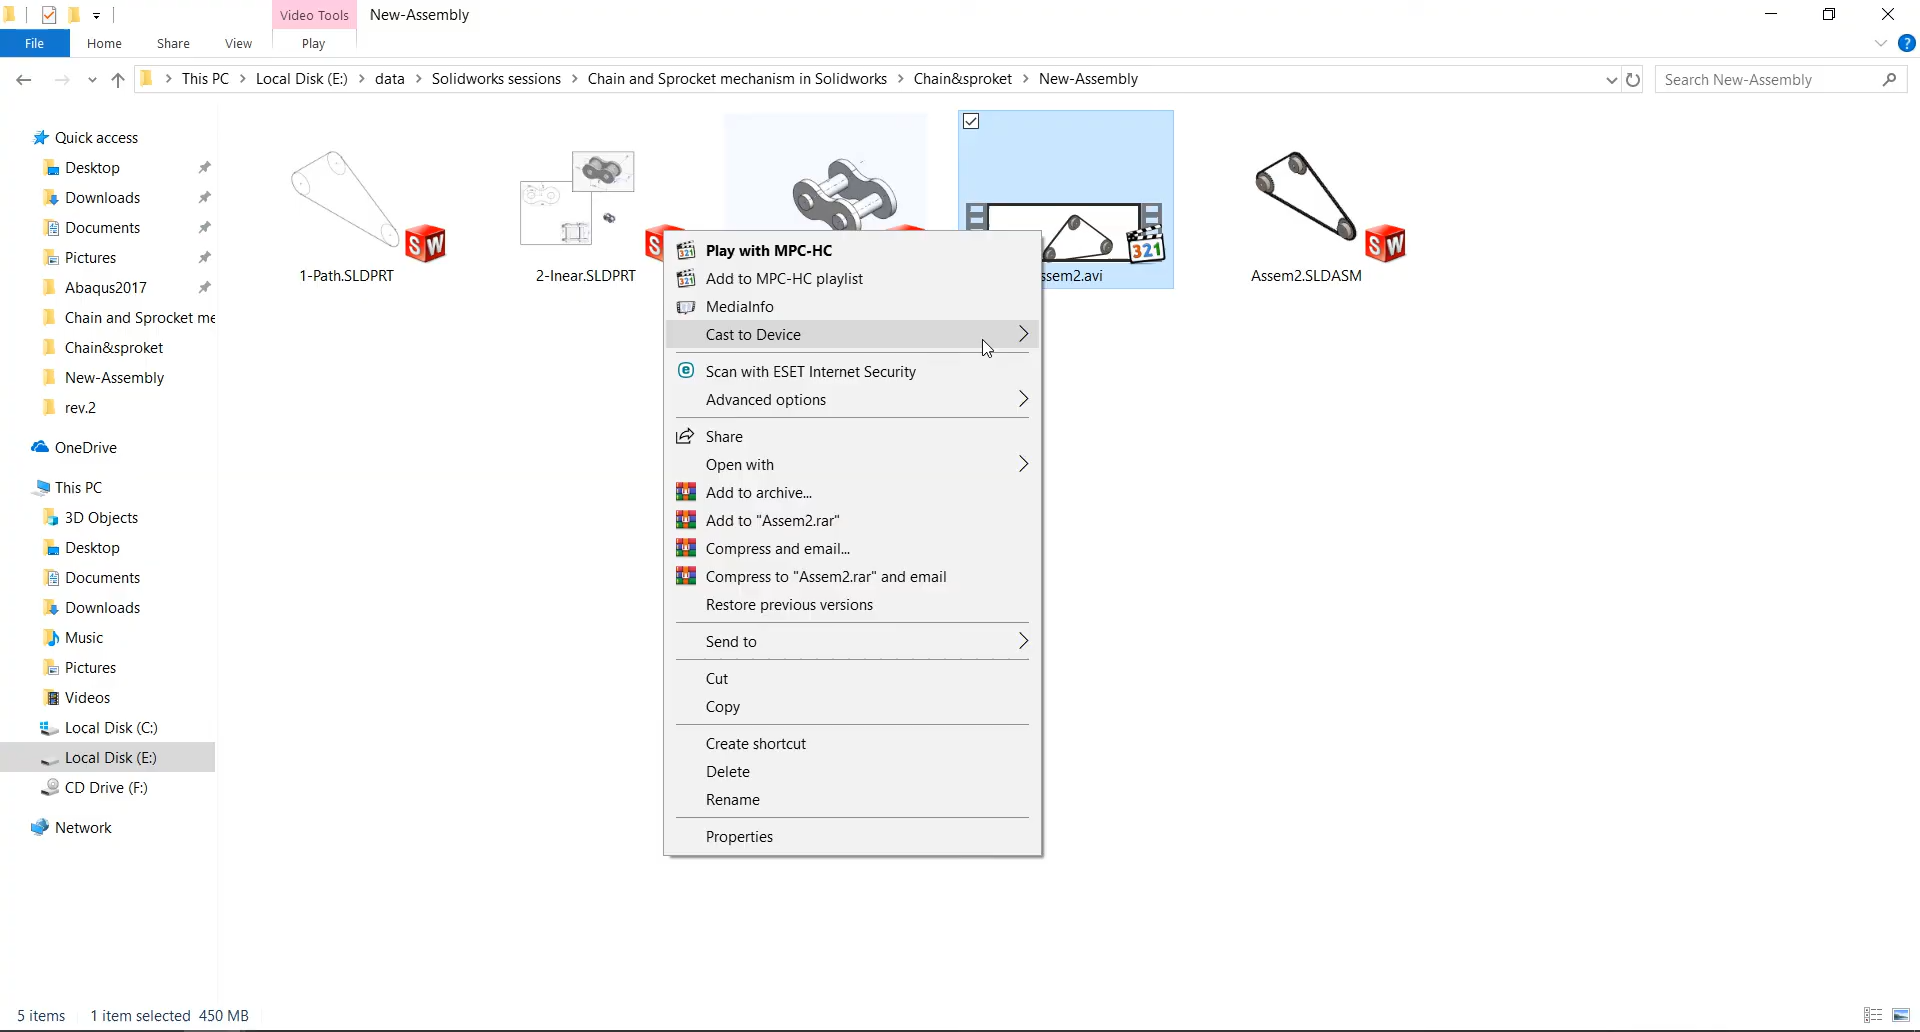 Video Tools
New-Assembly
File
Home
Share
View
Play
This PC > Local Disk (E:) > data > Solidworks sessions > Chain and Sprocket mechanism in Solidworks > Chain&sproket > New-Assembly
Search New-Assembly
Quick access
Desktop
Downloads
Documents
Pictures
Abaqus2017
Chain and Sprocket me
Chain&sproket
New-Assembly
rev.2
OneDrive
This PC
3D Objects
Desktop
Documents
Downloads
Music
Pictures
Videos
Local Disk (C:)
Local Disk (E:)
CD Drive (F:)
Network
SW
1-Path.SLDPRT
2-Inear.SLDPRT
321
ssem2.avi
SW
Assem2.SLDASM
Play with MPC-HC
Add to MPC-HC playlist
MediaInfo
Cast to Device
Scan with ESET Internet Security
Advanced options
Share
Open with
Add to archive...
Add to "Assem2.rar"
Compress and email...
Compress to "Assem2.rar" and email
Restore previous versions
Send to
Cut
Copy
Create shortcut
Delete
Rename
Properties
5 items
1 item selected 450 MB